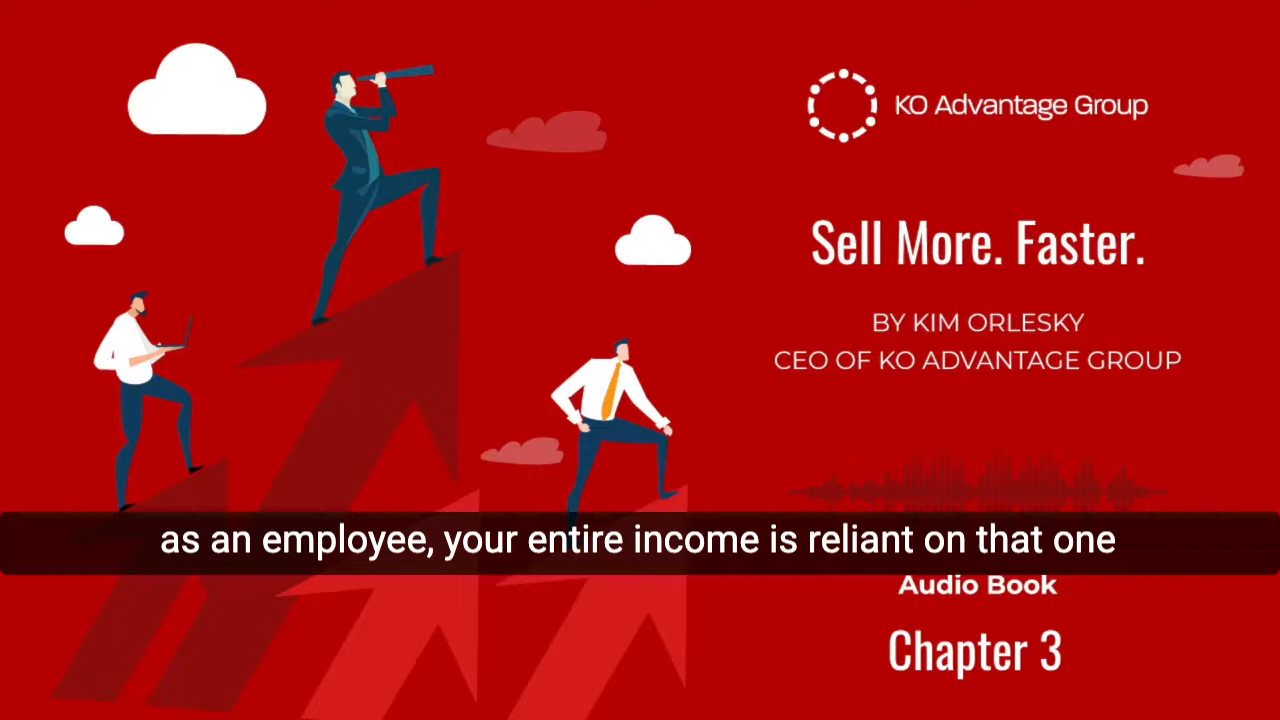 KO Advantage Group
Sell More. Faster.
BY KIM ORLESKY
CEO OF KO ADVANTAGE GROUP
as an employee, your entire income is reliant on that one
Audio Book
Chapter 3